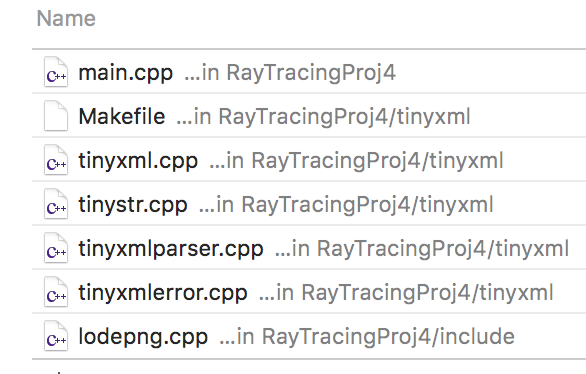 Name
main.cpp ...in RayTracingProj4
Makefile ...in RayTracingProj4/tinyxml
tinyxml.cpp ...in RayTracingProj4/tinyxml
tinystr.cpp ...in RayTracingProj4/tinyxml
tinyxmlparser.cpp ...in RayTracingProj4/tinyxml
tinyxmlerror.cpp ...in RayTracingProj4/tinyxml
lodepng.cpp ...in RayTracingProj4/include